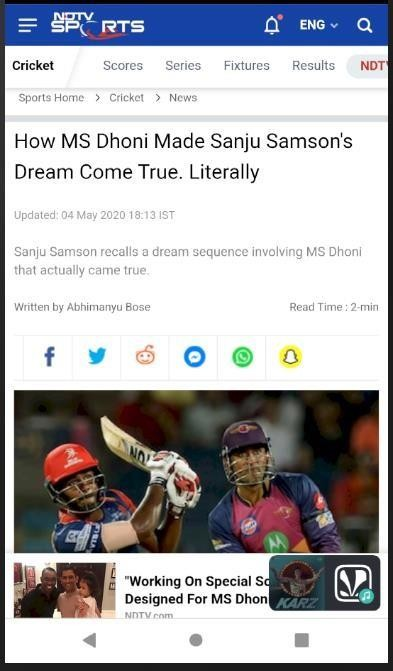 NDTV
SPORTS
ENG
Cricket
Scores
Series
Fixtures
Results
NDTV
Sports Home > Cricket > News
How MS Dhoni Made Sanju Samson's
Dream Come True. Literally
Updated: 04 May 2020 18:13 IST
Sanju Samson recalls a dream sequence involving MS Dhoni
that actually came true.
Written by Abhimanyu Bose
Read Time : 2-min
"Working On Special Sc
Designed For MS Dhon
NDTV.com
KARZ